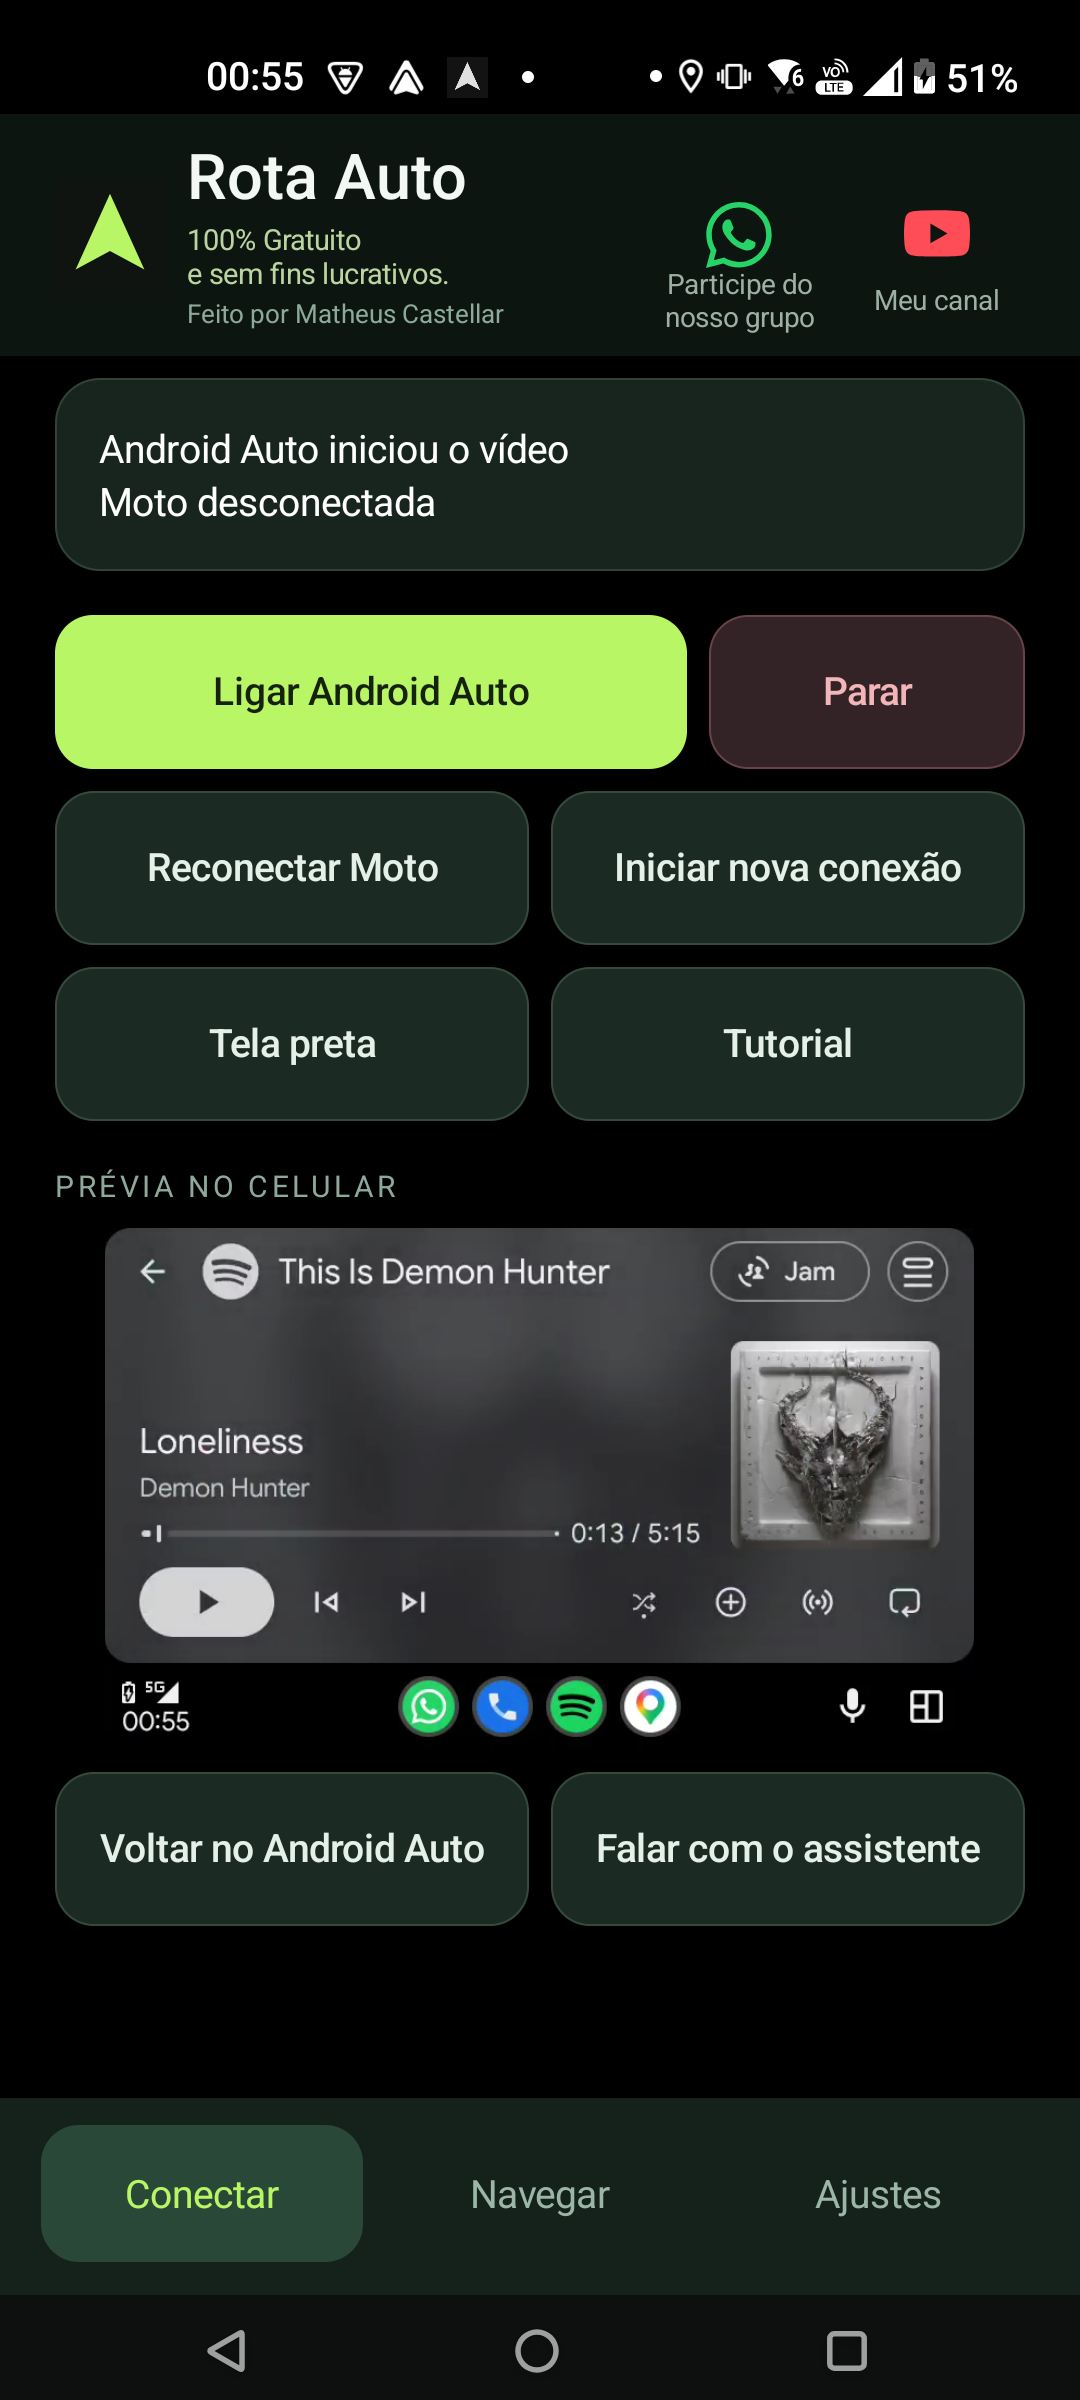 00:55
6
VO LTE
51%
Rota Auto
100% Gratuito
e sem fins lucrativos.
Feito por Matheus Castellar
Participe do
nosso grupo
Meu canal
Android Auto iniciou o vídeo
Moto desconectada
Ligar Android Auto
Parar
Reconectar Moto
Iniciar nova conexão
Tela preta
Tutorial
PRÉVIA NO CELULAR
This Is Demon Hunter
Jam
Loneliness
Demon Hunter
0:13 / 5:15
5G
00:55
Voltar no Android Auto
Falar com o assistente
Conectar
Navegar
Ajustes